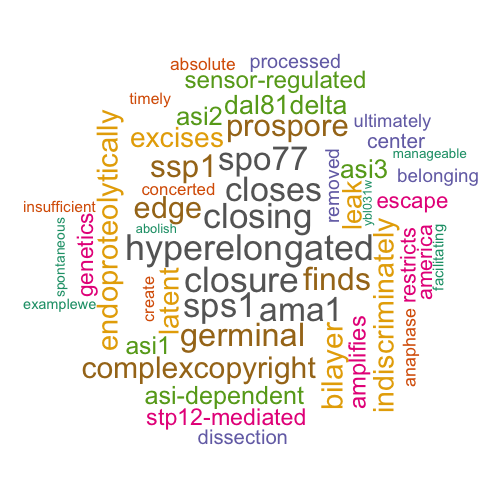 absolute
processed
sensor-regulated
timely
dal81delta
asi2
prospore
ultimately
excises
center
endoproteolytically
manageable
ssp1
spo77
removed
asi3
belonging
concerted
closes
leak
ybl031w
escape
insufficient
edge
closing
genetics
abolish
spontaneous
hyperelongated
indiscriminately
restricts
america
facilitating
closure
finds
latent
examplewe
create
sps1
ama1
germinal
asi1
bilayer
amplifies
anaphase
complexcopyright
asi-dependent
stp12-mediated
dissection